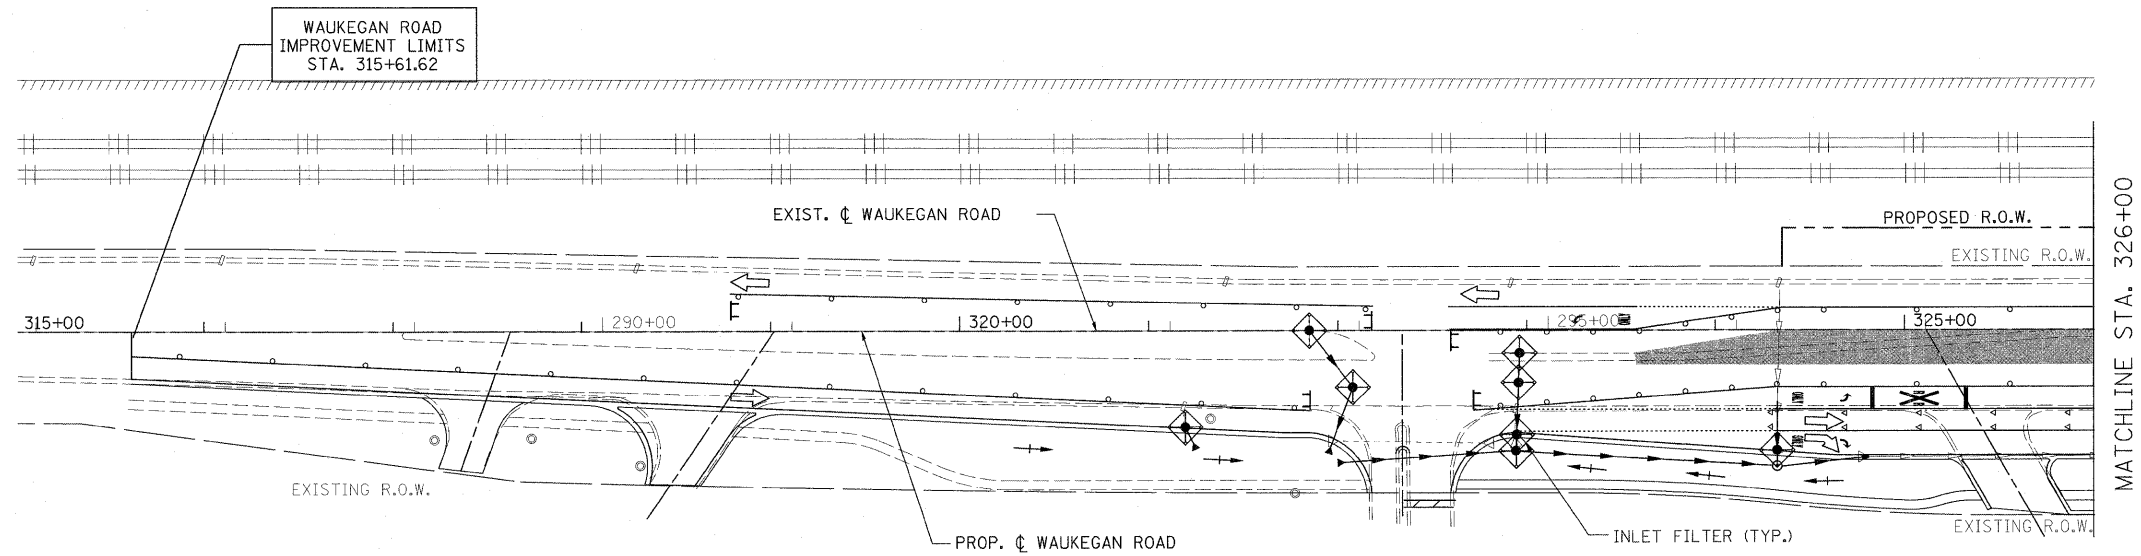 WAUKEGAN ROAD
IMPROVEMENT LIMITS
STA. 315+61.62
EXIST. ℄ WAUKEGAN ROAD
PROPOSED R.O.W.
EXISTING R.O.W.
315+00
290+00
320+00
295+00
325+00
MATCHLINE STA. 326+00
EXISTING R.O.W.
EXISTING R.O.W.
INLET FILTER (TYP.)
PROP. ℄ WAUKEGAN ROAD